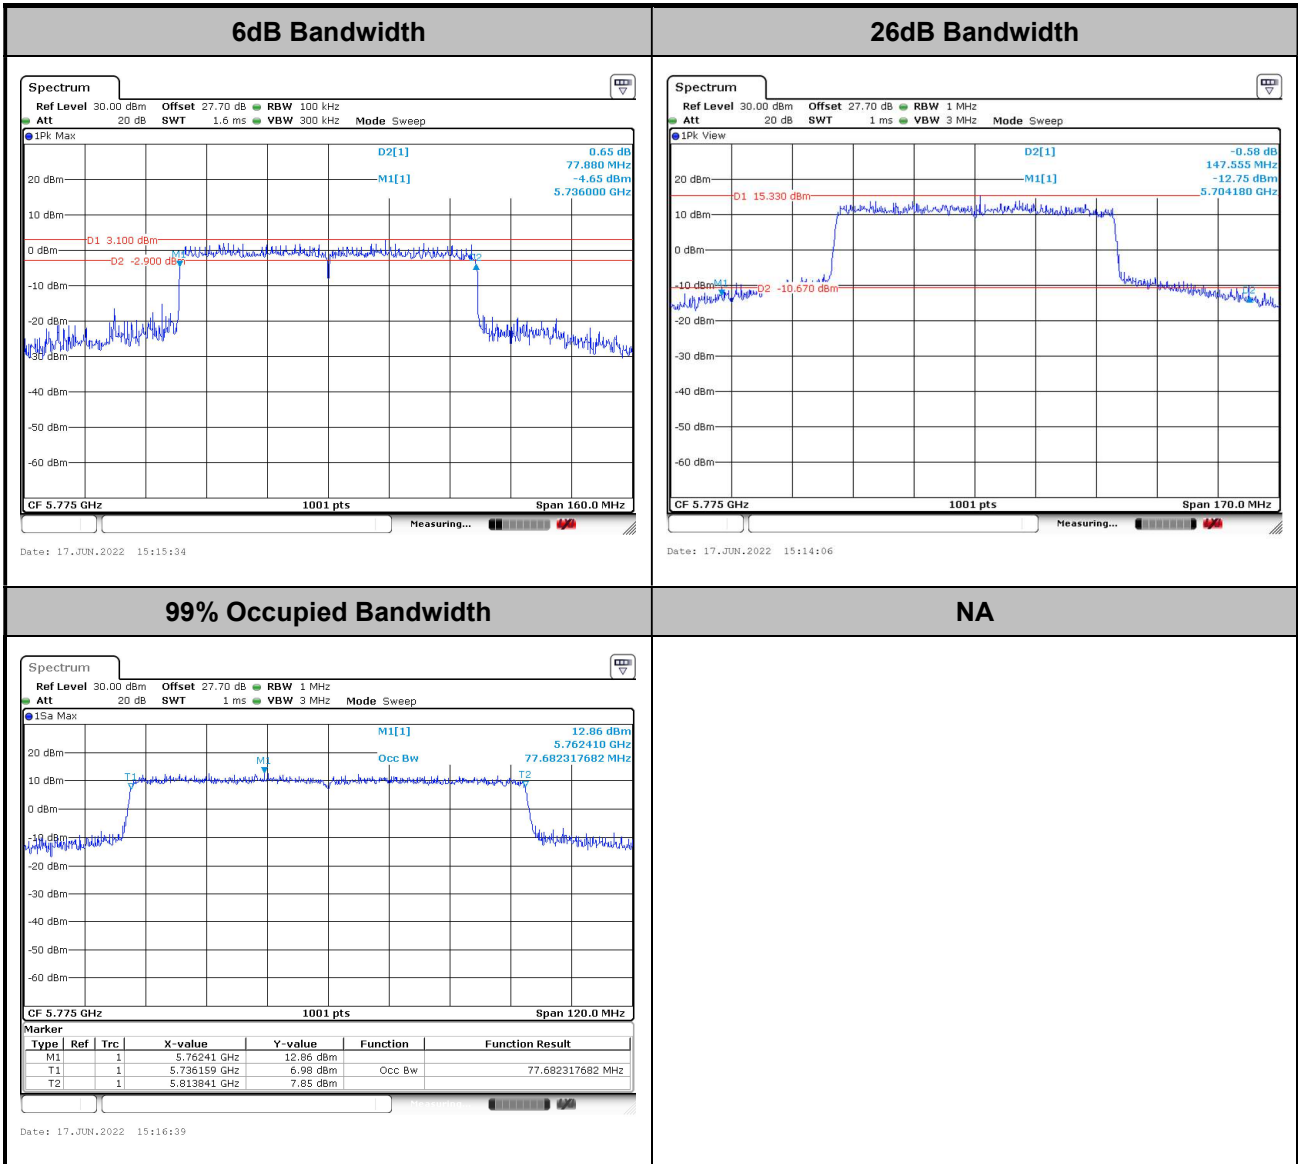 6dB Bandwidth
26dB Bandwidth
Spectrum
Ref Level 30.00 dBm Offset 27.70 dB RBW 100 kHz
Att 20 dB SWT 1.6 ms VBW 300 kHz Mode Sweep
1Pk Max
D2[1] 0.65 dB
77.880 MHz
M1[1] -4.65 dBm
5.736000 GHz
20 dBm
10 dBm
D1 3.100 dBm
0 dBm
M1
D2
D2 -2.900 dBm
-10 dBm
-20 dBm
-30 dBm
-40 dBm
-50 dBm
-60 dBm
CF 5.775 GHz 1001 pts Span 160.0 MHz
Measuring...
Date: 17.JUN.2022 15:15:34
Spectrum
Ref Level 30.00 dBm Offset 27.70 dB RBW 1 MHz
Att 20 dB SWT 1 ms VBW 3 MHz Mode Sweep
1Pk View
D2[1] -0.58 dB
147.555 MHz
M1[1] -12.75 dBm
5.704180 GHz
20 dBm
D1 15.330 dBm
10 dBm
0 dBm
-10 dBm
M1
D2 -10.670 dBm
D2
-20 dBm
-30 dBm
-40 dBm
-50 dBm
-60 dBm
CF 5.775 GHz 1001 pts Span 170.0 MHz
Measuring...
Date: 17.JUN.2022 15:14:06
99% Occupied Bandwidth
NA
Spectrum
Ref Level 30.00 dBm Offset 27.70 dB RBW 1 MHz
Att 20 dB SWT 1 ms VBW 3 MHz Mode Sweep
1Sa Max
M1[1] 12.86 dBm
5.762410 GHz
Occ Bw 77.682317682 MHz
20 dBm
M1
T1
T2
10 dBm
0 dBm
-10 dBm
-20 dBm
-30 dBm
-40 dBm
-50 dBm
-60 dBm
CF 5.775 GHz 1001 pts Span 120.0 MHz
Marker
Type Ref Trc X-value Y-value Function Function Result
M1 1 5.76241 GHz 12.86 dBm
T1 1 5.736159 GHz 6.98 dBm Occ Bw 77.682317682 MHz
T2 1 5.813841 GHz 7.85 dBm
Measuring...
Date: 17.JUN.2022 15:16:39